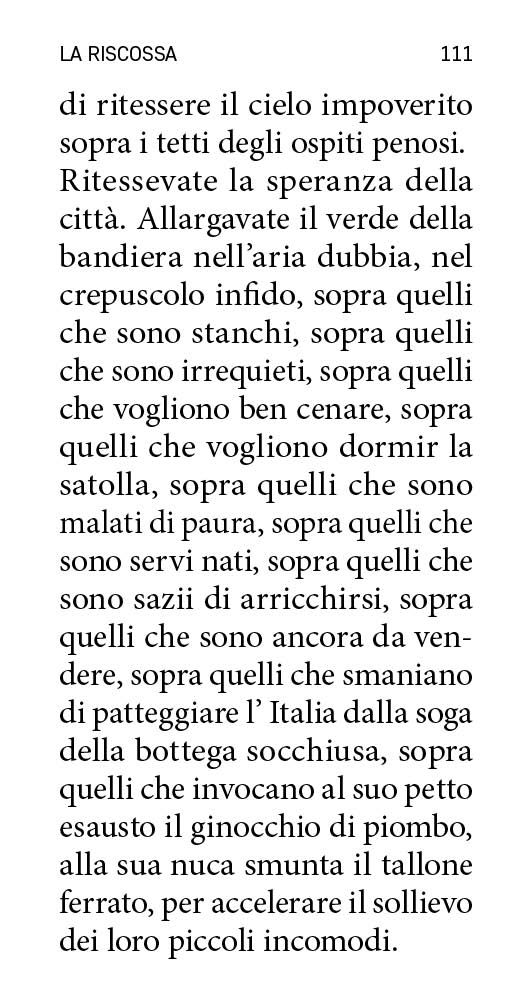 LA RISCOSSA 111
di ritessere il cielo impoverito
sopra i tetti degli ospiti penosi.
Ritessevate la speranza della
città. Allargavate il verde della
bandiera nell’aria dubbia, nel
crepuscolo infido, sopra quelli
che sono stanchi, sopra quelli
che sono irrequieti, sopra quelli
che vogliono ben cenare, sopra
quelli che vogliono dormir la
satolla, sopra quelli che sono
malati di paura, sopra quelli che
sono servi nati, sopra quelli che
sono sazii di arricchirsi, sopra
quelli che sono ancora da ven-
dere, sopra quelli che smaniano
di patteggiare l’ Italia dalla soga
della bottega socchiusa, sopra
quelli che invocano al suo petto
esausto il ginocchio di piombo,
alla sua nuca smunta il tallone
ferrato, per accelerare il sollievo
dei loro piccoli incomodi.